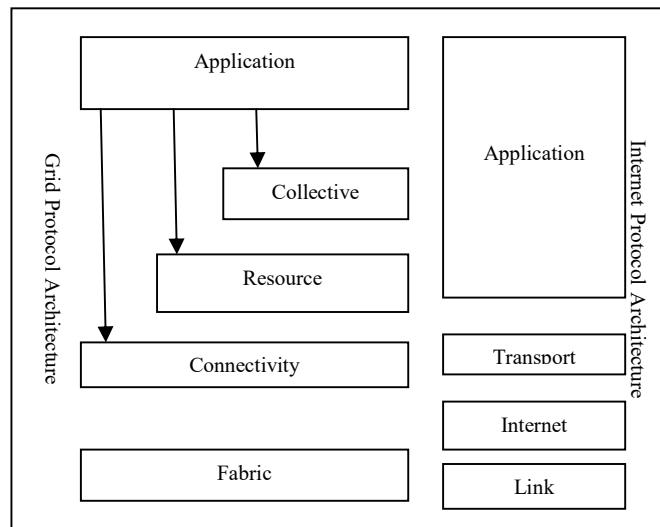 Application
Collective
Resource
Connectivity
Fabric
Grid Protocol Architecture
Application
Transport
Internet
Link
Internet Protocol Architecture